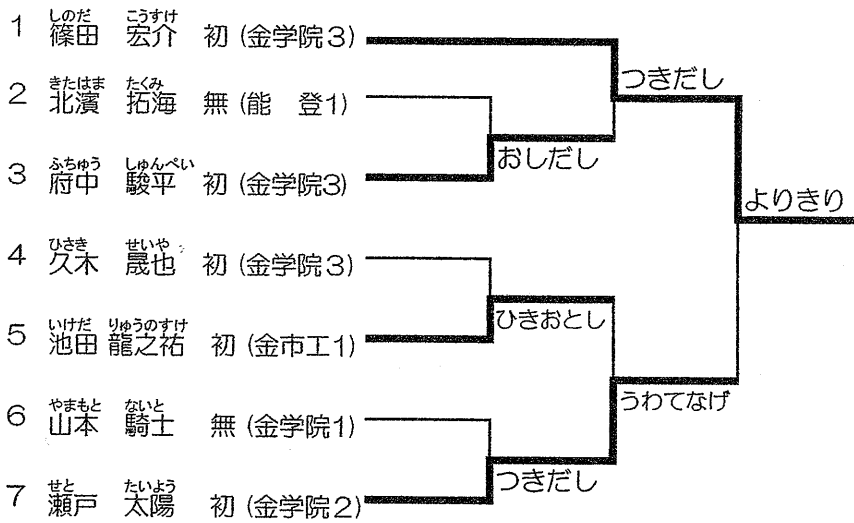 しのだ こうすけ
1 篠田 宏介 初 (金学院3)
つきだし
きたはま たくみ
2 北濱 拓海 無 (能 登1)
おしだし
ふちゅう しゅんぺい
3 府中 駿平 初 (金学院3)
よりきり
ひさき せいや
4 久木 晟也 初 (金学院3)
ひきおとし
いけだ りゅうのすけ
5 池田 龍之祐 初 (金市工1)
うわてなげ
やまもと ないと
6 山本 騎士 無 (金学院1)
つきだし
せと たいよう
7 瀬戸 太陽 初 (金学院2)